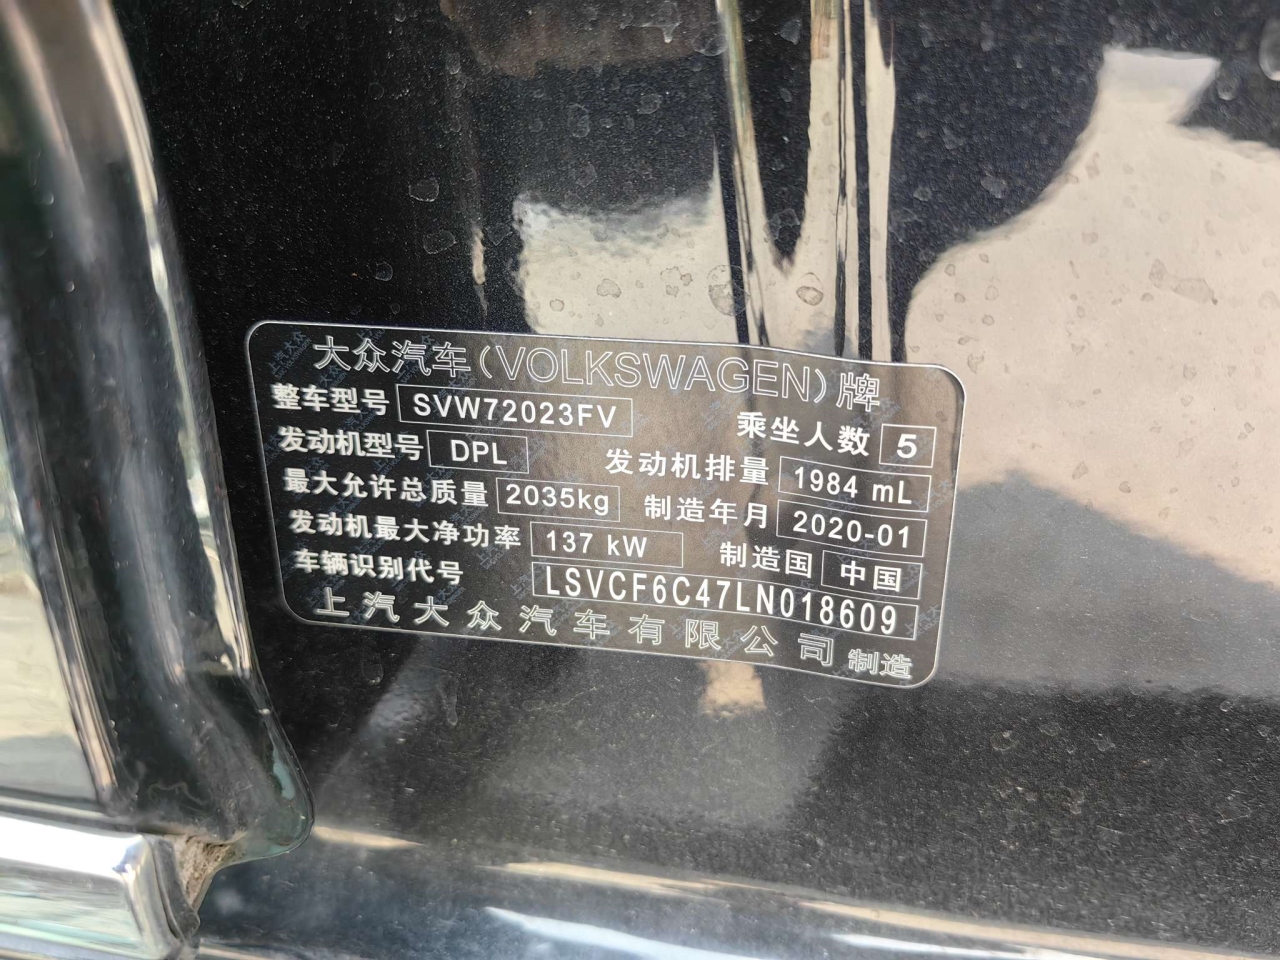 大众汽车(VOLKSWAGEN)牌
整车型号 SVW72023FV 乘坐人数 5
发动机型号 DPL 发动机排量 1984 mL
最大允许总质量 2035kg 制造年月 2020-01
发动机最大净功率 137 kW 制造国 中国
车辆识别代号 LSVCF6C47LN018609
上汽大众汽车有限公司 制造